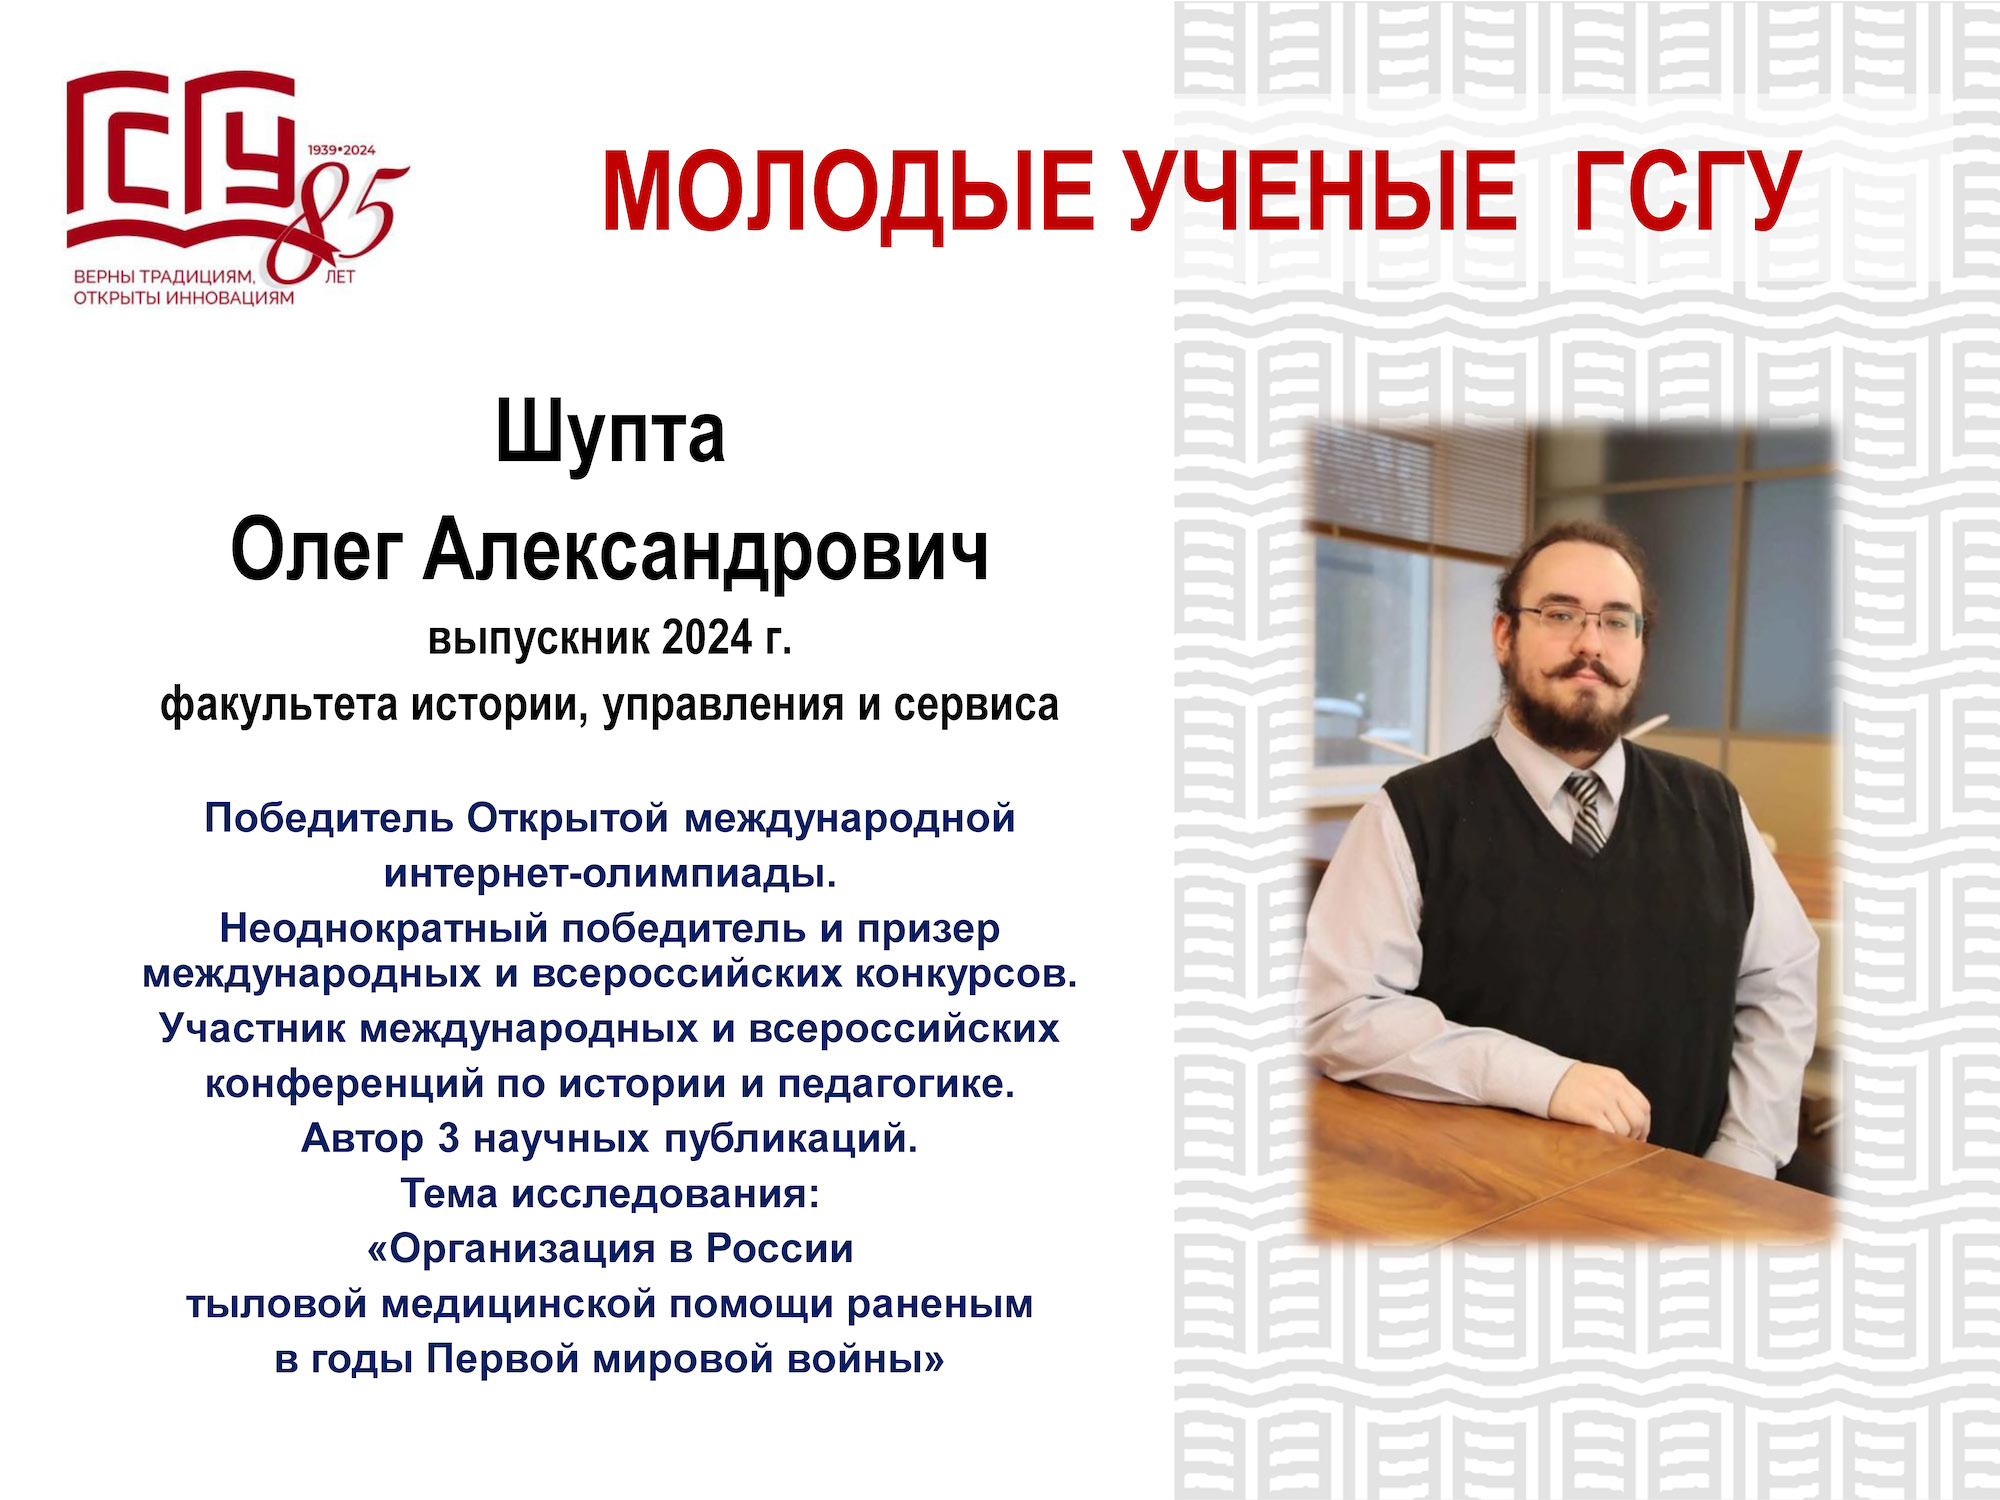 ГСГУ
1939•2024
85
ВЕРНЫ ТРАДИЦИЯМ, ЛЕТ
ОТКРЫТЫ ИННОВАЦИЯМ
МОЛОДЫЕ УЧЕНЫЕ ГСГУ
Шупта
Олег Александрович
выпускник 2024 г.
факультета истории, управления и сервиса
Победитель Открытой международной
интернет-олимпиады.
Неоднократный победитель и призер
международных и всероссийских конкурсов.
Участник международных и всероссийских
конференций по истории и педагогике.
Автор 3 научных публикаций.
Тема исследования:
«Организация в России
тыловой медицинской помощи раненым
в годы Первой мировой войны»